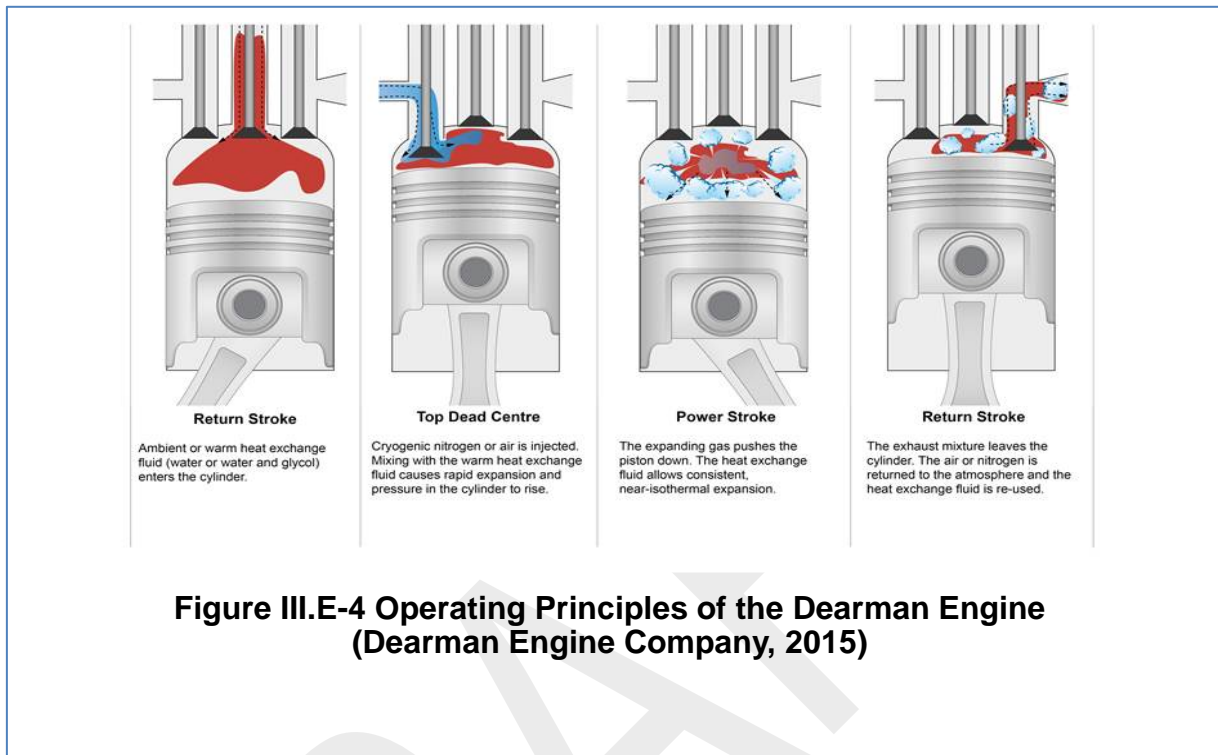 Return Stroke
Ambient or warm heat exchange
fluid (water or water and glycol)
enters the cylinder.
Top Dead Centre
Cryogenic nitrogen or air is injected.
Mixing with the warm heat exchange
fluid causes rapid expansion and
pressure in the cylinder to rise.
Power Stroke
The expanding gas pushes the
piston down. The heat exchange
fluid allows consistent,
near-isothermal expansion.
Return Stroke
The exhaust mixture leaves the
cylinder. The air or nitrogen is
returned to the atmosphere and the
heat exchange fluid is re-used.
Figure III.E-4 Operating Principles of the Dearman Engine
(Dearman Engine Company, 2015)